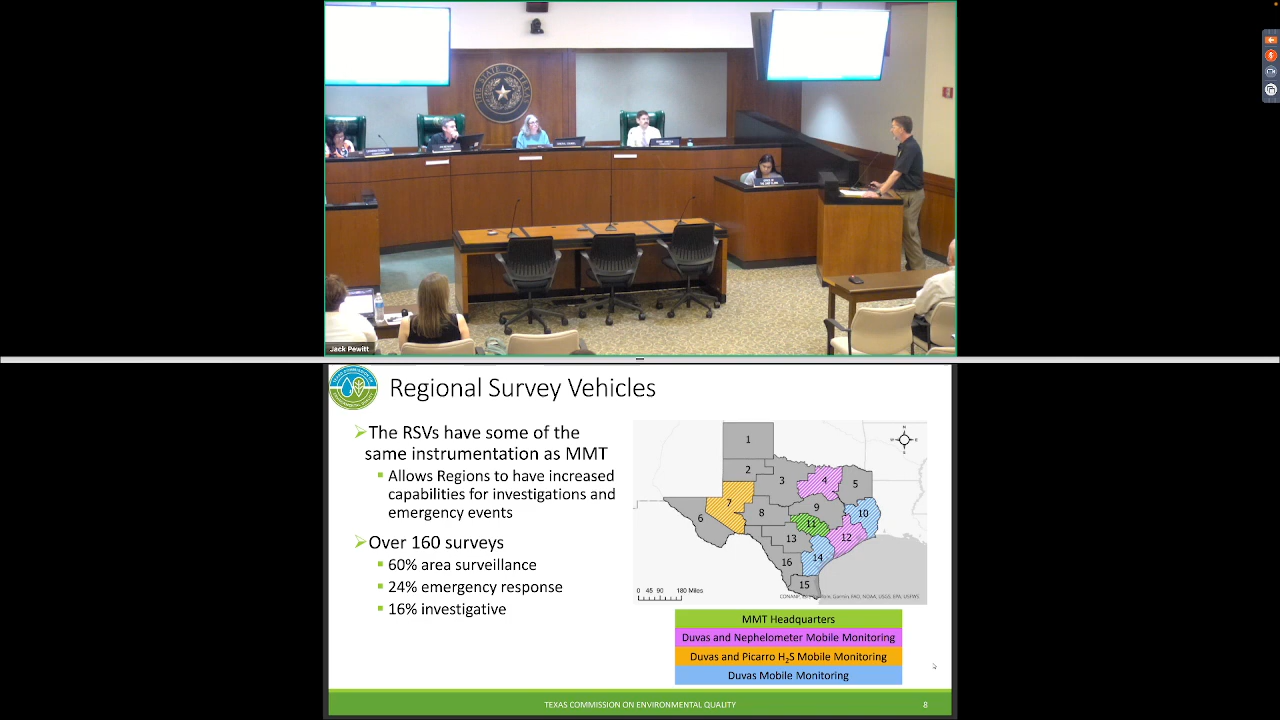 THE STATE OF TEXAS
Jack Pewitt
Regional Survey Vehicles
The RSVs have some of the
same instrumentation as MMT
Allows Regions to have increased
capabilities for investigations and
emergency events
Over 160 surveys
60% area surveillance
24% emergency response
16% investigative
1
2
3
4
5
6
7
8
9
10
11
12
13
14
15
16
N
W
E
S
0 45 90 180 Miles
MMT Headquarters
Duvas and Nephelometer Mobile Monitoring
Duvas and Picarro H₂S Mobile Monitoring
Duvas Mobile Monitoring
TEXAS COMMISSION ON ENVIRONMENTAL QUALITY
8